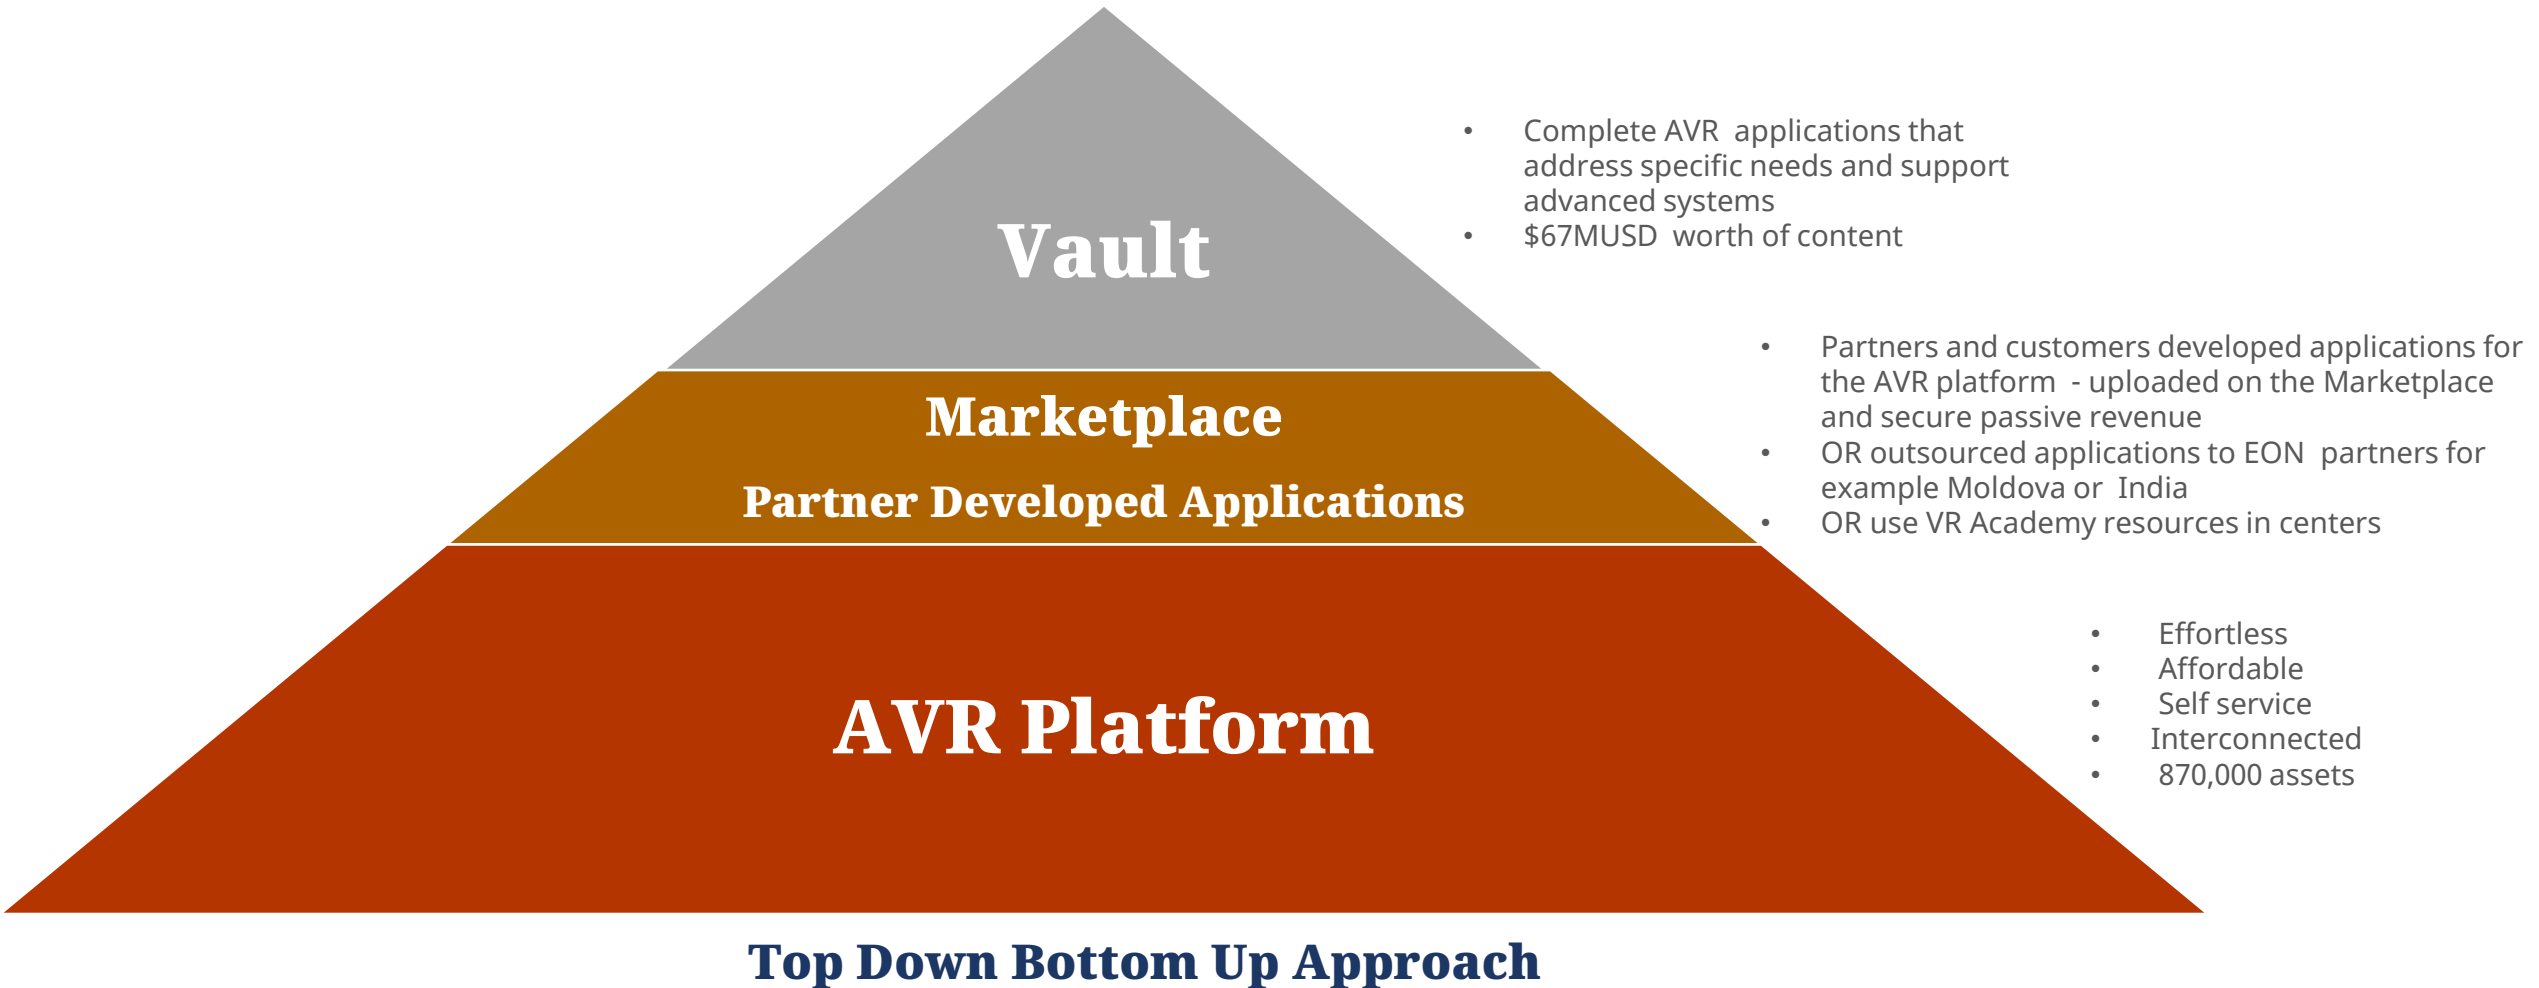 Vault
• Complete AVR applications that
address specific needs and support
advanced systems
• $67MUSD worth of content
Marketplace
Partner Developed Applications
• Partners and customers developed applications for
the AVR platform - uploaded on the Marketplace
and secure passive revenue
• OR outsourced applications to EON partners for
example Moldova or India
• OR use VR Academy resources in centers
AVR Platform
• Effortless
• Affordable
• Self service
• Interconnected
• 870,000 assets
Top Down Bottom Up Approach